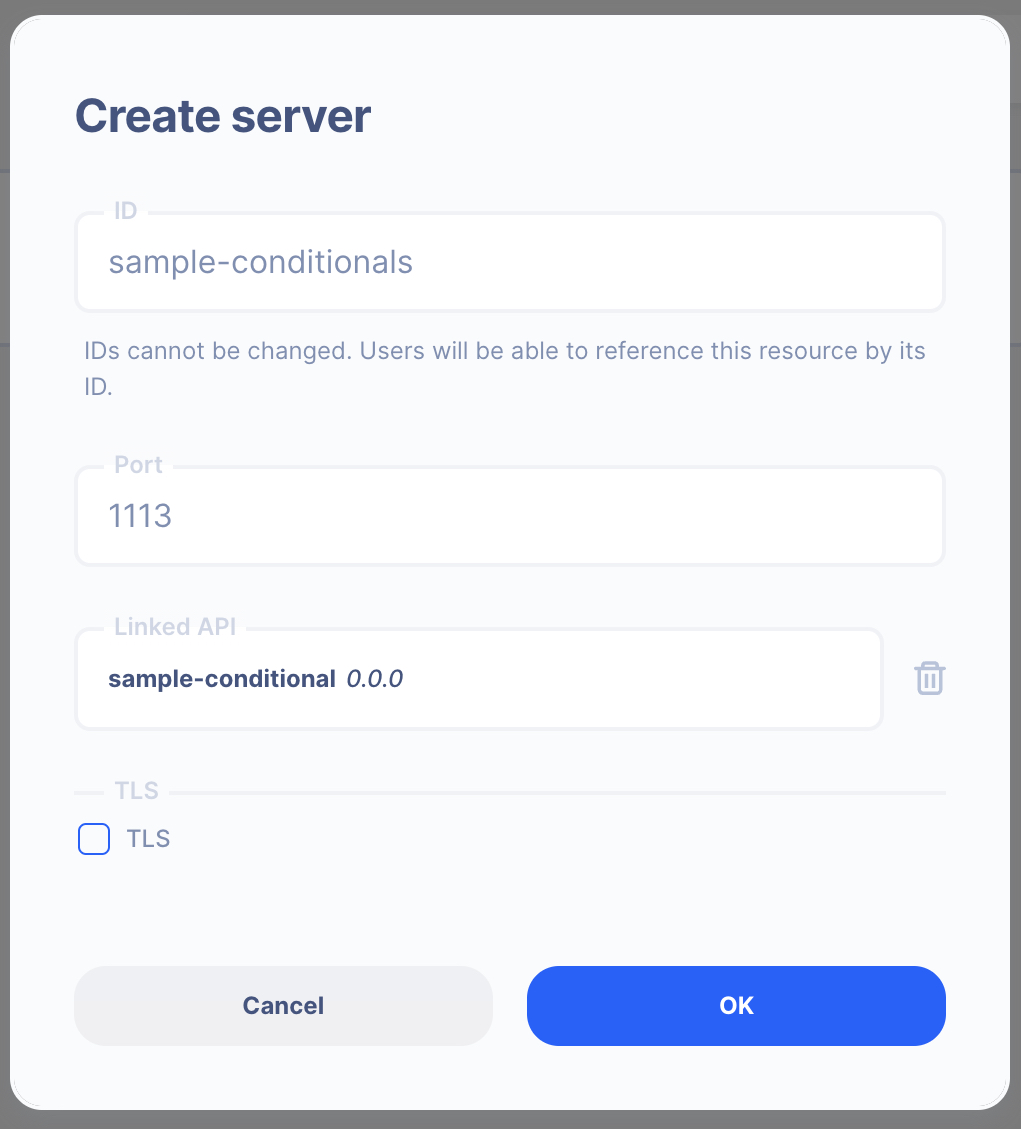 Create server
ID
sample-conditionals
IDs cannot be changed. Users will be able to reference this resource by its
ID.
Port
1113
Linked API
sample-conditional 0.0.0
TLS
TLS
Cancel
OK